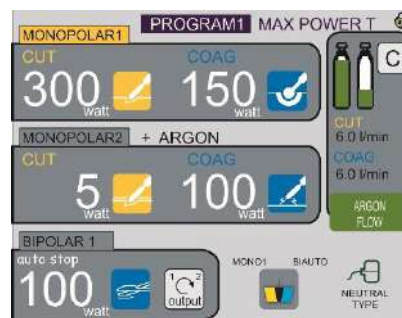 PROGRAM1 MAX POWER T
MONOPOLAR1
CUT COAG
300 watt 150 watt
C
CUT
6.0 l/min
COAG
6.0 l/min
ARGON
FLOW
MONOPOLAR2 + ARGON
CUT COAG
5 watt 100 watt
BIPOLAR 1
auto stop
100 watt
1 2
output
MONO1 BIAUTO
NEUTRAL
TYPE